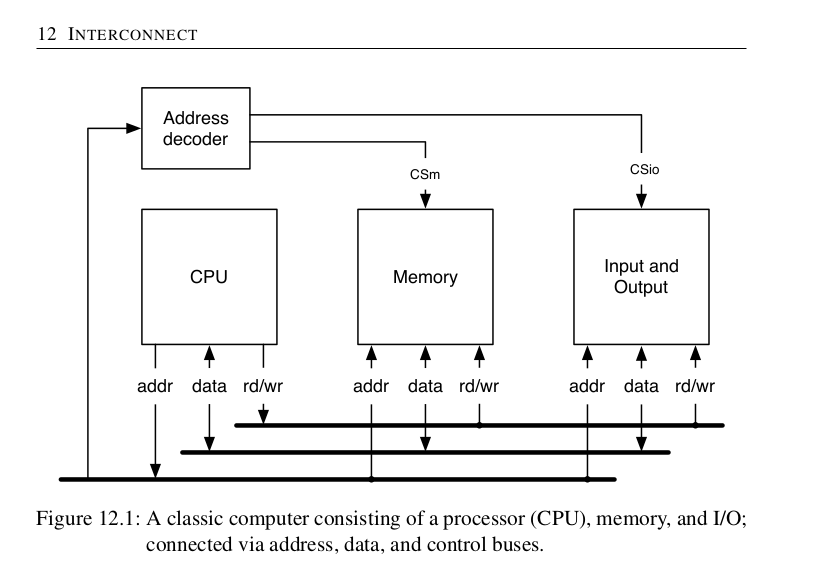 12 INTERCONNECT
Address
decoder
CSm
CSio
CPU
Memory
Input and
Output
addr data rd/wr addr data rd/wr addr data rd/wr
Figure 12.1: A classic computer consisting of a processor (CPU), memory, and I/O;
connected via address, data, and control buses.